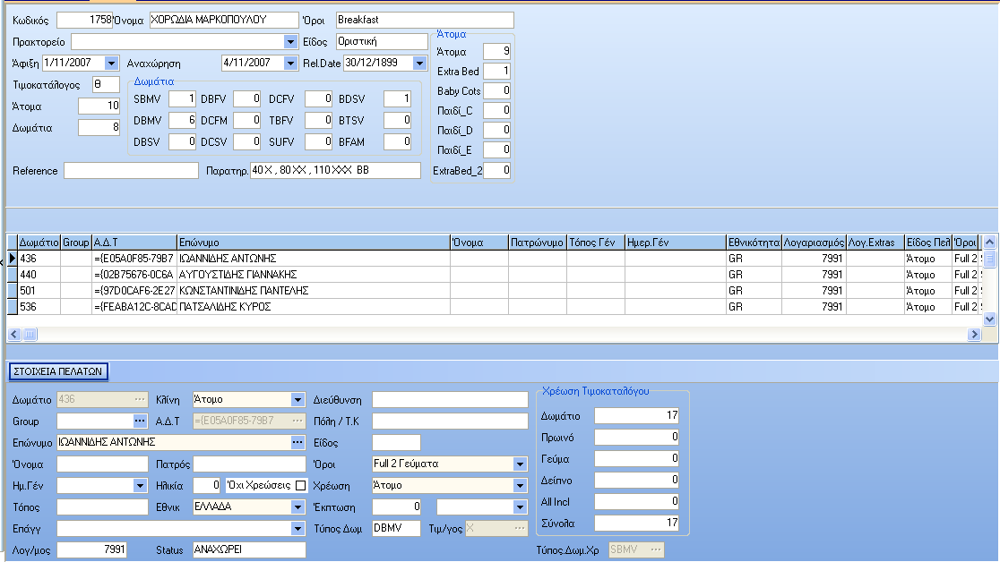 Κωδικός 1758 Όνομα ΧΟΡΩΔΙΑ ΜΑΡΚΟΠΟΥΛΟΥ Όροι Breakfast
Πρακτορείο Είδος Οριστική Άτομα
Άφιξη 1/11/2007 Αναχώρηση 4/11/2007 Rel.Date 30/12/1899 Άτομα 9
Τιμοκατάλογος Θ Δωμάτια Extra Bed 1
SBMV 1 DBFV 0 DCFV 0 BDSV 1 Baby Cots 0
Άτομα 10 Παιδί_C 0
DBMV 6 DCFM 0 TBFV 0 BTSV 0
Δωμάτια 8 Παιδί_D 0
DBSV 0 DCSV 0 SUFV 0 BFAM 0 Παιδί_E 0
Reference Παρατηρ. 40 X , 80 XX , 110 XXX BB ExtraBed_2 0
Δωμάτιο Group Α.Δ.Τ Επώνυμο Όνομα Πατρώνυμο Τόπος Γέν Ημερ.Γέν Εθνικότητα Λογαριασμός Λογ.Extras Είδος Πελ Όροι
436 ={E05A0F85-79B7 ΙΩΑΝΝΙΔΗΣ ΑΝΤΩΝΗΣ GR 7991 Άτομο Full 2
440 ={02B75676-0C6A ΑΥΓΟΥΣΤΙΔΗΣ ΓΙΑΝΝΑΚΗΣ GR 7991 Άτομο Full 2
501 ={97D0CAF6-2E27 ΚΩΝΣΤΑΝΤΙΝΙΔΗΣ ΠΑΝΤΕΛΗΣ GR 7991 Άτομο Full 2
536 ={FEABA12C-8CAD ΠΑΤΣΑΛΙΔΗΣ ΚΥΡΟΣ GR 7991 Άτομο Full 2
ΣΤΟΙΧΕΙΑ ΠΕΛΑΤΩΝ
Χρέωση Τιμοκαταλόγου
Δωμάτιο 436 Κλίνη Άτομο Διεύθυνση
Δωμάτιο 17
Group Α.Δ.Τ ={E05A0F85-79B7 Πόλη / Τ.Κ
Πρωινό 0
Επώνυμο ΙΩΑΝΝΙΔΗΣ ΑΝΤΩΝΗΣ Είδος
Γεύμα 0
Όνομα Πατρός Όροι Full 2 Γεύματα
Δείπνο 0
Ημ.Γέν Ηλικία 0 Όχι Χρεώσεις Χρέωση Άτομο
All Incl 0
Τόπος Εθνικ ΕΛΛΑΔΑ Έκπτωση 0
Σύνολα 17
Επάγγ Τύπος Δωμ DBMV Τιμ/γος X
Λογ/μος 7991 Status ΑΝΑΧΩΡΕΙ Τύπος.Δωμ.Χρ SBMV